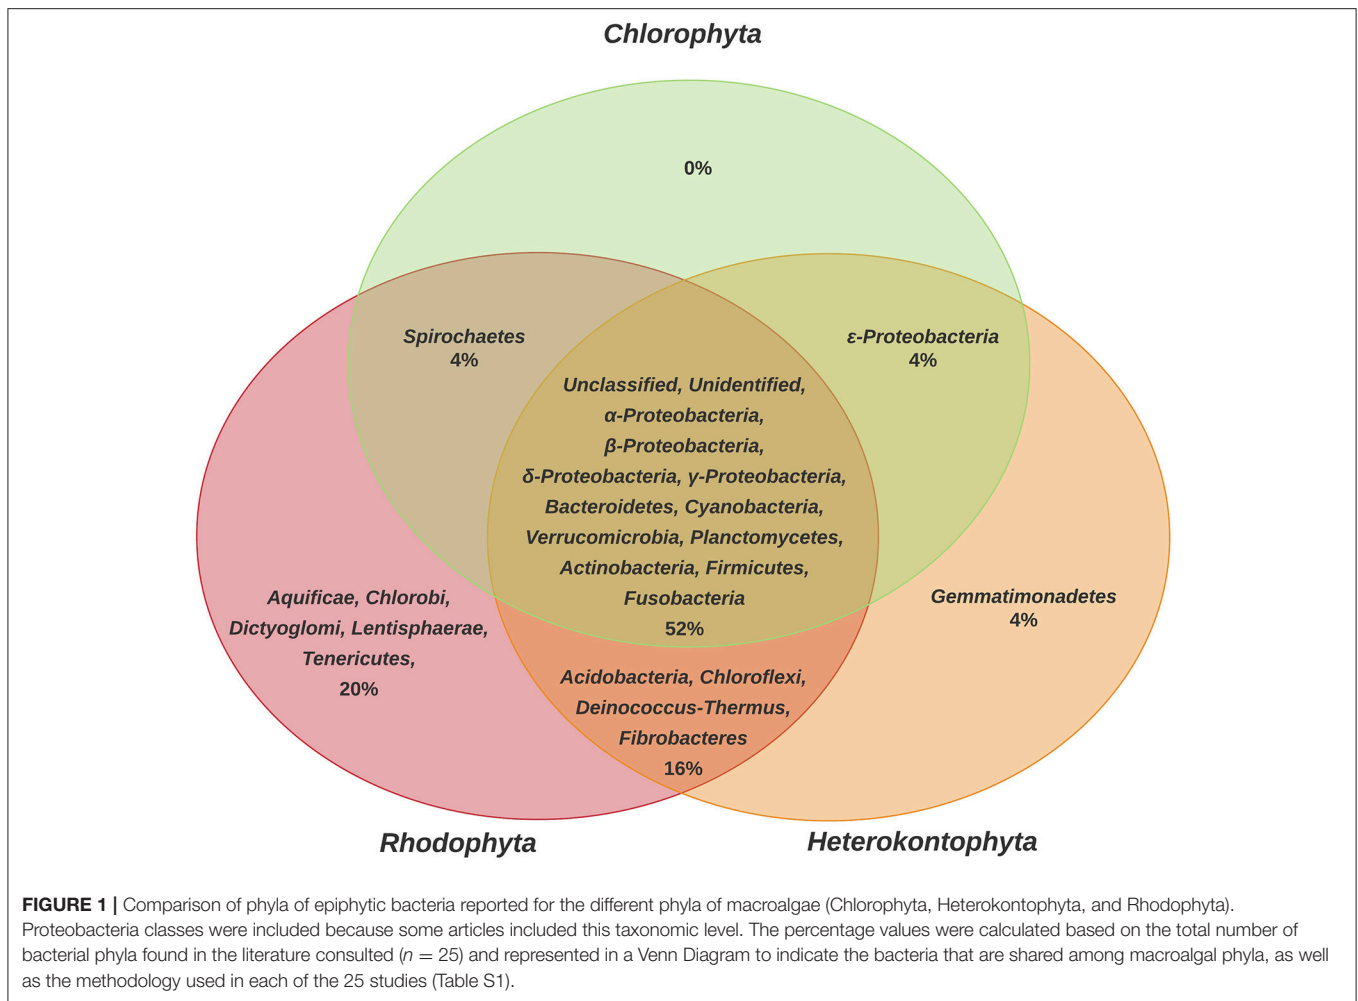 Chlorophyta
0%
Spirochaetes
4%
ε-Proteobacteria
4%
Unclassified, Unidentified,
α-Proteobacteria,
β-Proteobacteria,
δ-Proteobacteria, γ-Proteobacteria,
Bacteroidetes, Cyanobacteria,
Verrucomicrobia, Planctomycetes,
Actinobacteria, Firmicutes,
Fusobacteria
52%
Aquificae, Chlorobi,
Dictyoglomi, Lentisphaerae,
Tenericutes,
20%
Gemmatimonadetes
4%
Acidobacteria, Chloroflexi,
Deinococcus-Thermus,
Fibrobacteres
16%
Rhodophyta
Heterokontophyta
FIGURE 1 | Comparison of phyla of epiphytic bacteria reported for the different phyla of macroalgae (Chlorophyta, Heterokontophyta, and Rhodophyta).
Proteobacteria classes were included because some articles included this taxonomic level. The percentage values were calculated based on the total number of
bacterial phyla found in the literature consulted (n = 25) and represented in a Venn Diagram to indicate the bacteria that are shared among macroalgal phyla, as well
as the methodology used in each of the 25 studies (Table S1).